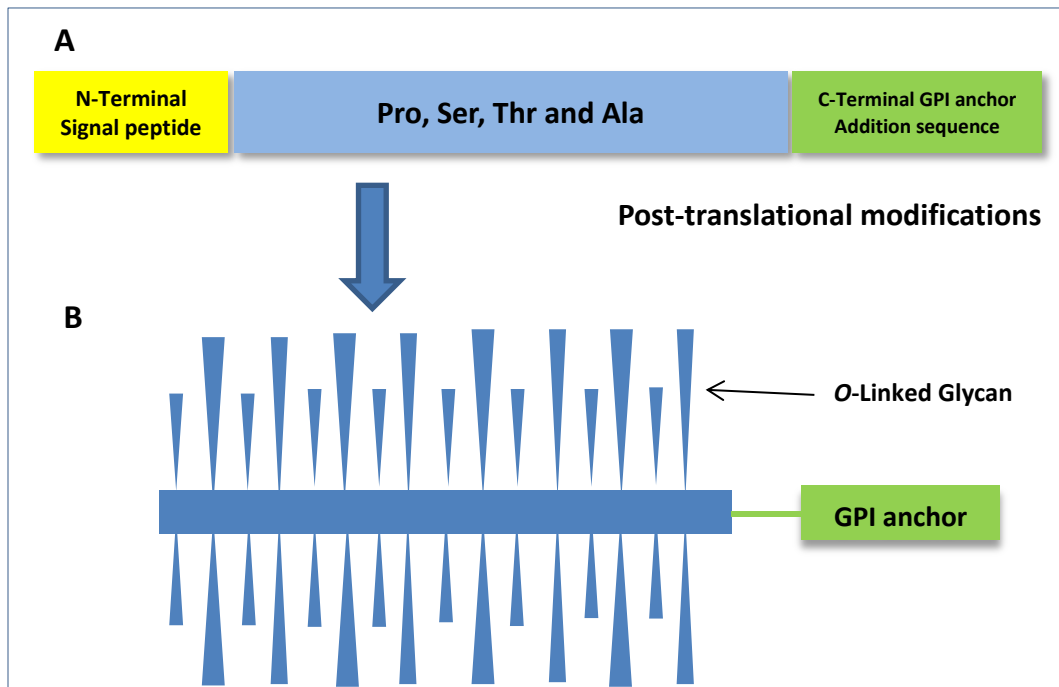 A
N-Terminal
Signal peptide
Pro, Ser, Thr and Ala
C-Terminal GPI anchor
Addition sequence
Post-translational modifications
B
O-Linked Glycan
GPI anchor